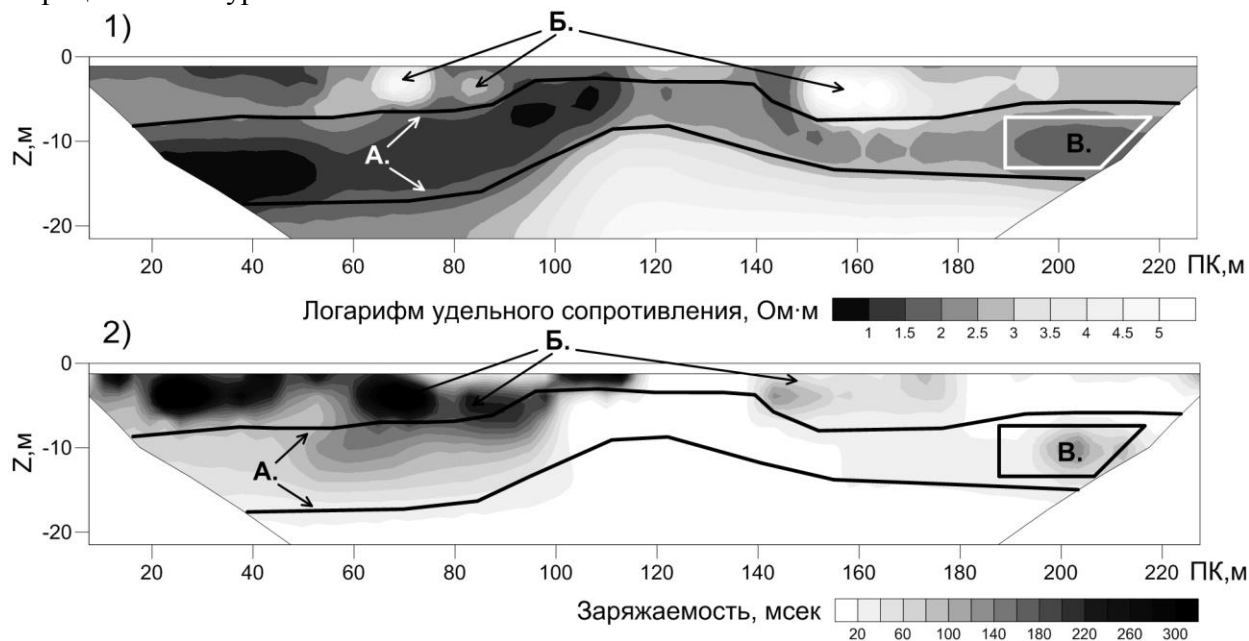 1)
Б.
0
Z,м
-10
-20
А.
В.
20 40 60 80 100 120 140 160 180 200 220 ПК,м
Логарифм удельного сопротивления, Ом·м
1 1.5 2 2.5 3 3.5 4 4.5 5
2)
Б.
0
Z,м
-10
-20
А.
В.
20 40 60 80 100 120 140 160 180 200 220 ПК,м
Заряжаемость, мсек
20 60 100 140 180 220 260 300